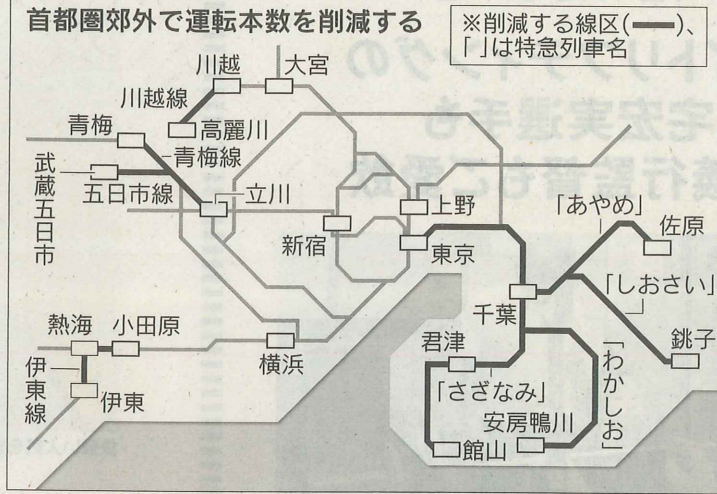 首都圏郊外で運転本数を削減する
※削減する線区(━)、
「 」は特急列車名
川越
大宮
川越線
高麗川
青梅
青梅線
武蔵五日市
五日市線
立川
新宿
上野
東京
「あやめ」
佐原
「しおさい」
千葉
銚子
熱海
小田原
横浜
君津
「さざなみ」
「わかしお」
伊東線
伊東
安房鴨川
館山